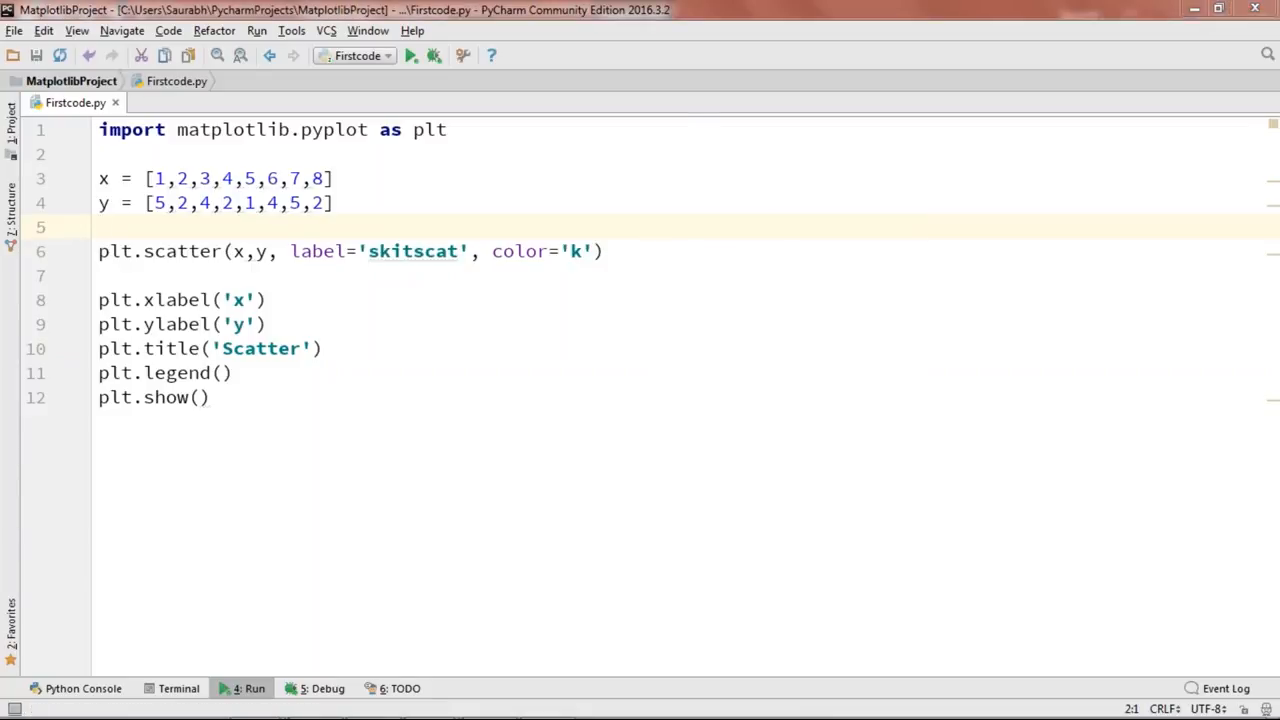 MatplotlibProject - [C:\Users\Saurabh\PycharmProjects\MatplotlibProject] - ...\Firstcode.py - PyCharm Community Edition 2016.3.2
File Edit View Navigate Code Refactor Run Tools VCS Window Help
Firstcode
MatplotlibProject Firstcode.py
Firstcode.py
1: Project
Z: Structure
2: Favorites
1 import matplotlib.pyplot as plt
2
3 x = [1,2,3,4,5,6,7,8]
4 y = [5,2,4,2,1,4,5,2]
5
6 plt.scatter(x,y, label='skitscat', color='k')
7
8 plt.xlabel('x')
9 plt.ylabel('y')
10 plt.title('Scatter')
11 plt.legend()
12 plt.show()
Python Console Terminal 4: Run 5: Debug 6: TODO Event Log
2:1 CRLF UTF-8